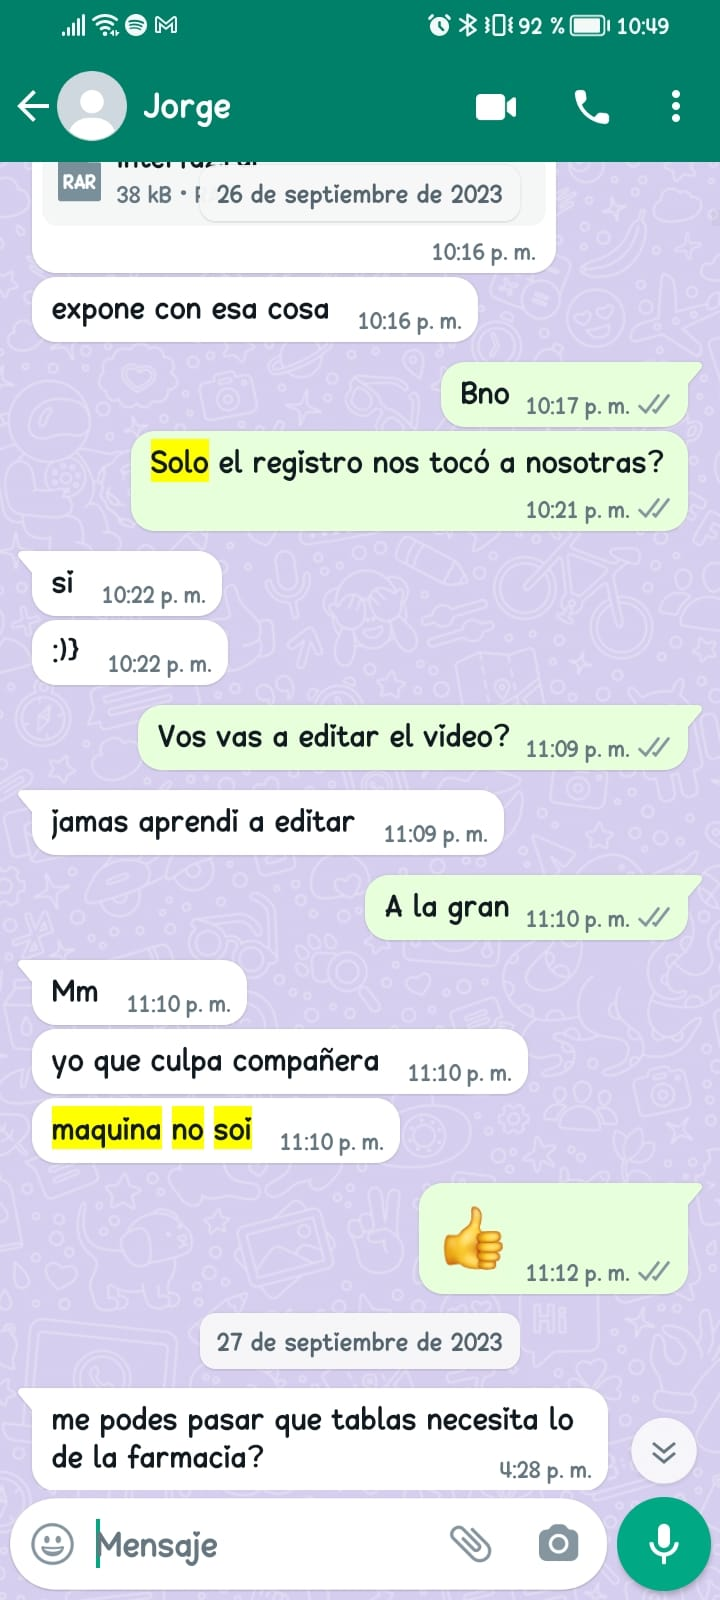 92 % 10:49
Jorge
RAR
38 kB •
26 de septiembre de 2023
10:16 p. m.
expone con esa cosa 10:16 p. m.
Bno 10:17 p. m.
Solo el registro nos tocó a nosotras?
10:21 p. m.
si 10:22 p. m.
:)} 10:22 p. m.
Vos vas a editar el video? 11:09 p. m.
jamas aprendi a editar 11:09 p. m.
A la gran 11:10 p. m.
Mm 11:10 p. m.
yo que culpa compañera 11:10 p. m.
maquina no soi 11:10 p. m.
11:12 p. m.
27 de septiembre de 2023
me podes pasar que tablas necesita lo
de la farmacia?
4:28 p. m.
Mensaje